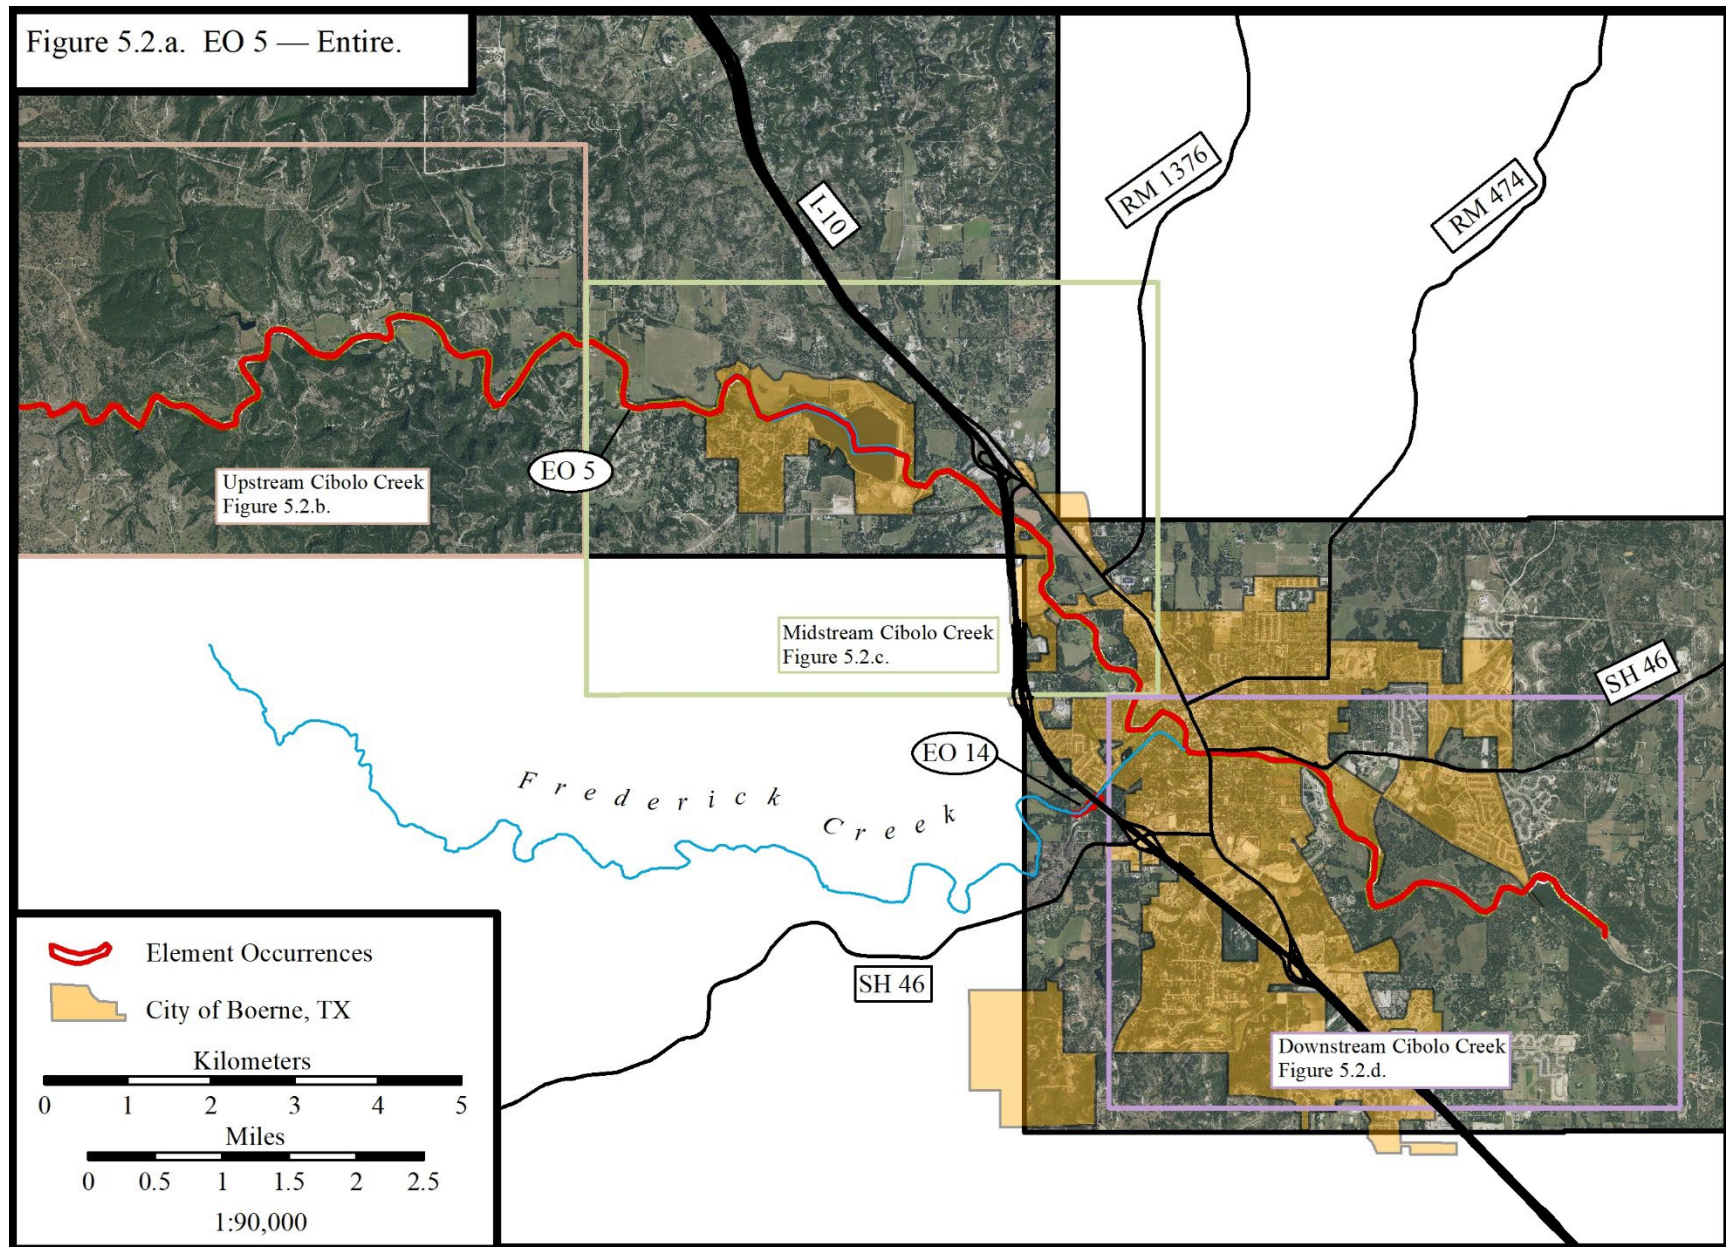 Figure 5.2.a.  EO 5 — Entire.
I-10
RM 1376
RM 474
EO 5
Upstream Cíbolo Creek
Figure 5.2.b.
Midstream Cíbolo Creek
Figure 5.2.c.
SH 46
EO 14
Frederick
Creek
SH 46
Downstream Cíbolo Creek
Figure 5.2.d.
Element Occurrences
City of Boerne, TX
Kilometers
0 1 2 3 4 5
Miles
0 0.5 1 1.5 2 2.5
1:90,000